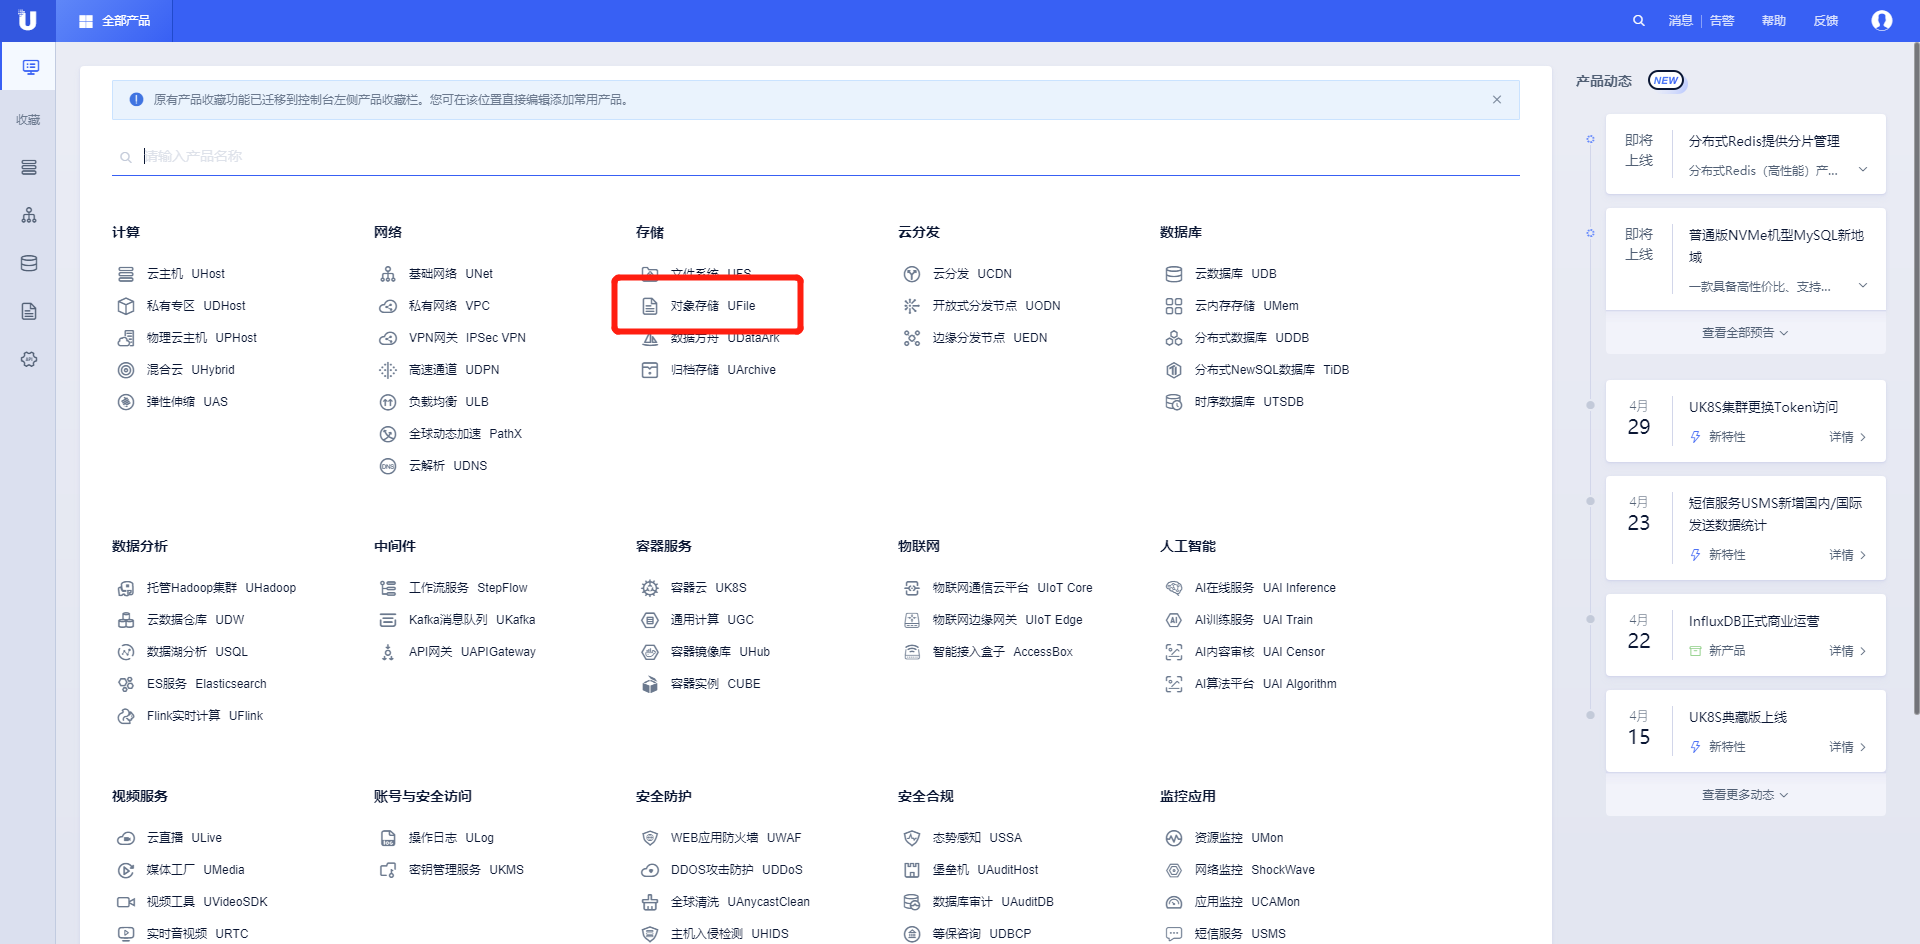 全部产品
消息
告警
帮助
反馈
收藏
原有产品收藏功能已迁移到控制台左侧产品收藏栏。您可在该位置直接编辑添加常用产品。
请输入产品名称
计算
云主机 UHost
私有专区 UDHost
物理云主机 UPHost
混合云 UHybrid
弹性伸缩 UAS
网络
基础网络 UNet
私有网络 VPC
VPN网关 IPSec VPN
高速通道 UDPN
负载均衡 ULB
全球动态加速 PathX
云解析 UDNS
存储
文件系统 UFS
对象存储 UFile
数据方舟 UDataArk
归档存储 UArchive
云分发
云分发 UCDN
开放式分发节点 UODN
边缘分发节点 UEDN
数据库
云数据库 UDB
云内存存储 UMem
分布式数据库 UDDB
分布式NewSQL数据库 TiDB
时序数据库 UTSDB
数据分析
托管Hadoop集群 UHadoop
云数据仓库 UDW
数据湖分析 USQL
ES服务 Elasticsearch
Flink实时计算 UFlink
中间件
工作流服务 StepFlow
Kafka消息队列 UKafka
API网关 UAPIGateway
容器服务
容器云 UK8S
通用计算 UGC
容器镜像库 UHub
容器实例 CUBE
物联网
物联网通信云平台 UIoT Core
物联网边缘网关 UIoT Edge
智能接入盒子 AccessBox
人工智能
AI在线服务 UAI Inference
AI训练服务 UAI Train
AI内容审核 UAI Censor
AI算法平台 UAI Algorithm
视频服务
云直播 ULive
媒体工厂 UMedia
视频工具 UVideoSDK
实时音视频 URTC
账号与安全访问
操作日志 ULog
密钥管理服务 UKMS
安全防护
WEB应用防火墙 UWAF
DDOS攻击防护 UDDoS
全球清洗 UAnycastClean
主机入侵检测 UHIDS
安全合规
态势感知 USSA
堡垒机 UAuditHost
数据库审计 UAuditDB
等保咨询 UDBCP
监控应用
资源监控 UMon
网络监控 ShockWave
应用监控 UCAMon
短信服务 USMS
产品动态 NEW
即将
上线
分布式Redis提供分片管理
分布式Redis（高性能）产...
即将
上线
普通版NVMe机型MySQL新地
域
一款具备高性价比、支持...
查看全部预告
4月
29
UK8S集群更换Token访问
新特性 详情
4月
23
短信服务USMS新增国内/国际
发送数据统计
新特性 详情
4月
22
InfluxDB正式商业运营
新产品 详情
4月
15
UK8S典藏版上线
新特性 详情
查看更多动态